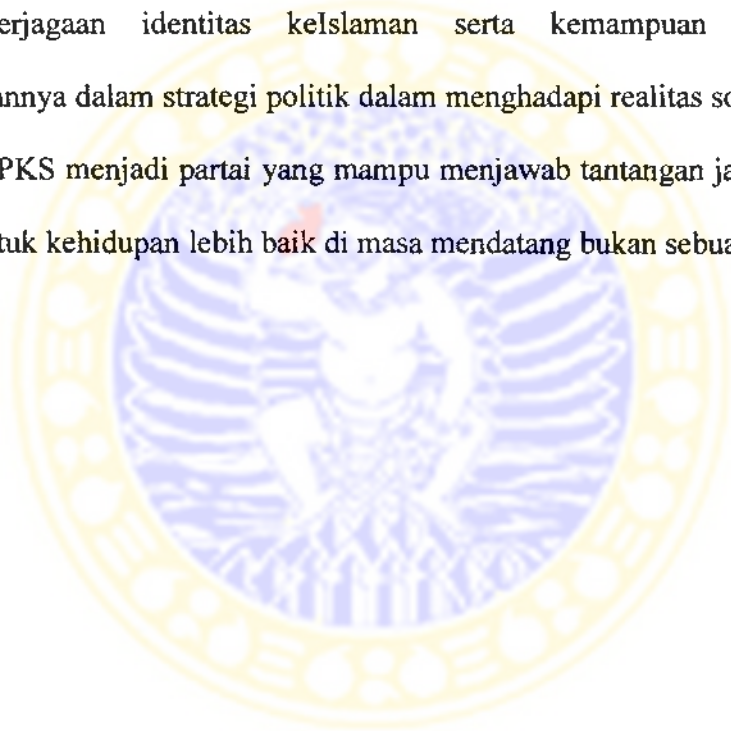 erjagaan identitas keIslaman serta kemampuan
annya dalam strategi politik dalam menghadapi realitas so
PKS menjadi partai yang mampu menjawab tantangan ja
tuk kehidupan lebih baik di masa mendatang bukan sebua